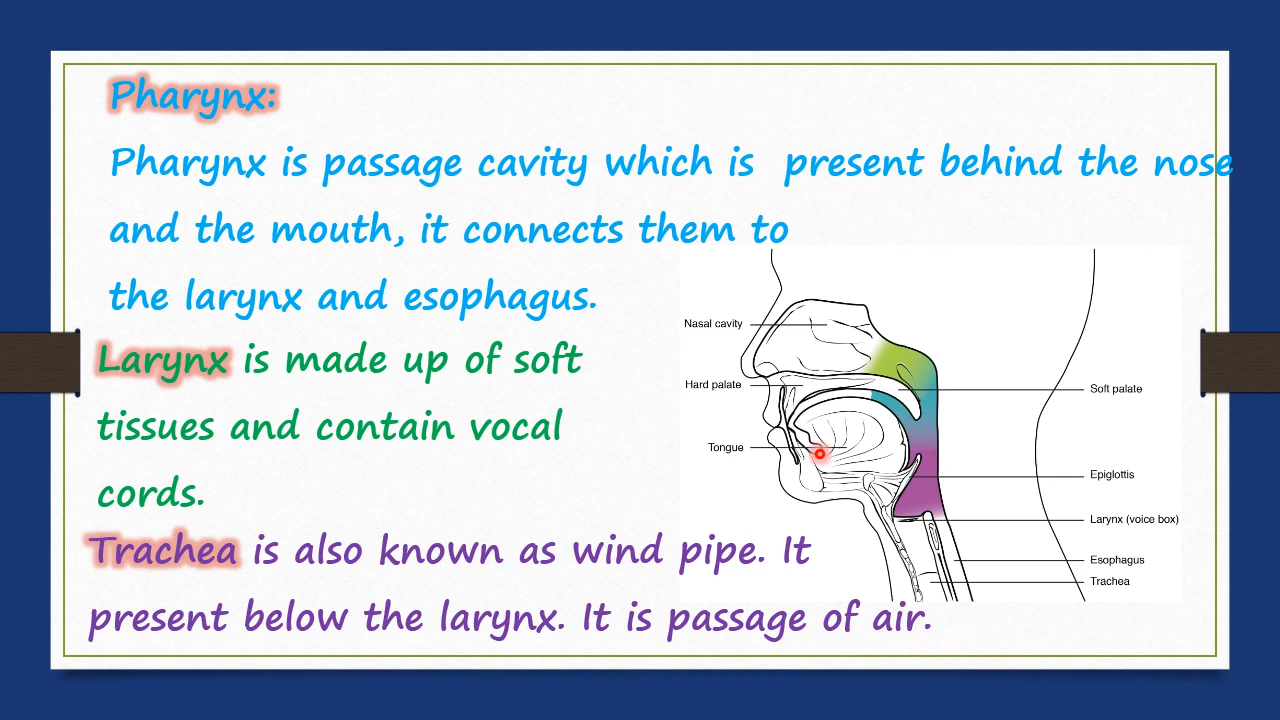 Pharynx:
Pharynx is passage cavity which is present behind the nose
and the mouth, it connects them to
the larynx and esophagus.
Larynx is made up of soft
tissues and contain vocal
cords.
Trachea is also known as wind pipe. It
present below the larynx. It is passage of air.
Nasal cavity
Hard palate
Tongue
Soft palate
Epiglottis
Larynx (voice box)
Esophagus
Trachea